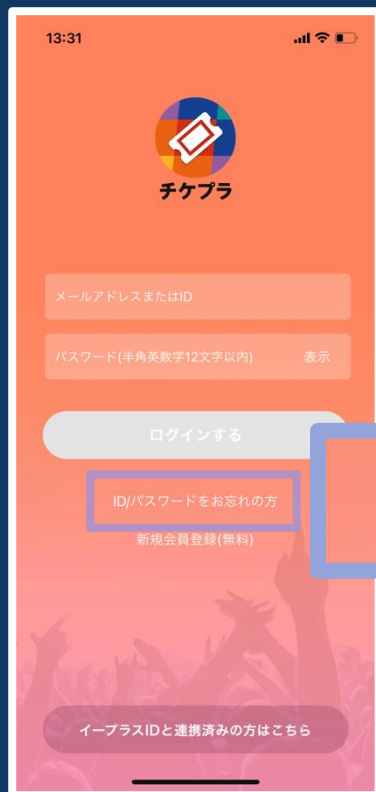 13:31
チケプラ
メールアドレスまたはID
パスワード(半角英数字12文字以内) 表示
ログインする
ID/パスワードをお忘れの方
新規会員登録(無料)
イープラスIDと連携済みの方はこちら